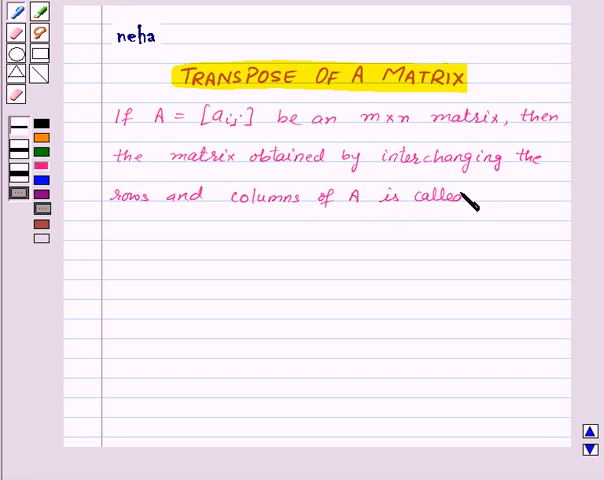 neha
TRANSPOSE OF A MATRIX
If A = [aij] be an m×n matrix, then
the matrix obtained by interchanging the
rows and columns of A is called